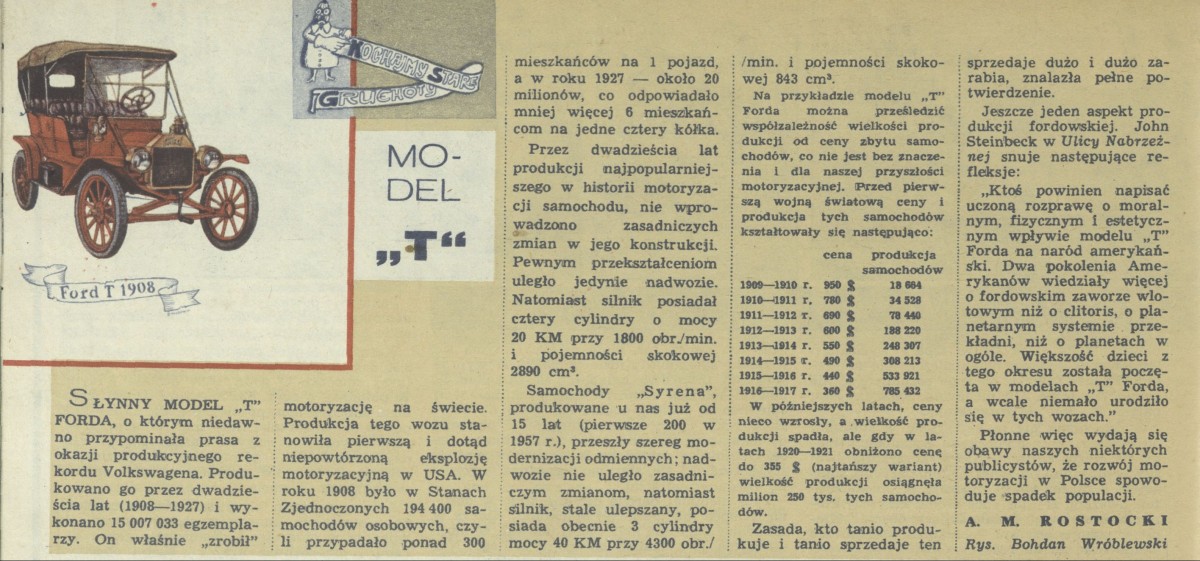 KOCHAJMY STARE
GRUCHOTY
MO-
DEL
„T“
Ford T 1908
SŁYNNY MODEL „T”
FORDA, o którym niedaw-
no przypominała prasa z
okazji produkcyjnego re-
kordu Volkswagena. Produ-
kowano go przez dwadzie-
ścia lat (1908—1927) i wy-
konano 15 007 033 egzempla-
rzy. On właśnie „zrobił”
motoryzację na świecie.
Produkcja tego wozu sta-
nowiła pierwszą i dotąd
niepowtórzoną eksplozję
motoryzacyjną w USA. W
roku 1908 było w Stanach
Zjednoczonych 194 400 sa-
mochodów osobowych, czy-
li przypadało ponad 300
mieszkańców na 1 pojazd,
a w roku 1927 — około 20
milionów, co odpowiadało
mniej więcej 6 mieszkań-
com na jedne cztery kółka.
Przez dwadzieścia lat
produkcji najpopularniej-
szego w historii motoryza-
cji samochodu, nie wpro-
wadzono zasadniczych
zmian w jego konstrukcji.
Pewnym przekształceniom
uległo jedynie nadwozie.
Natomiast silnik posiadał
cztery cylindry o mocy
20 KM przy 1800 obr./min.
i pojemności skokowej
2890 cm³.
Samochody „Syrena”,
produkowane u nas już od
15 lat (pierwsze 200 w
1957 r.), przeszły szereg mo-
dernizacji odmiennych; nad-
wozie nie uległo zasadni-
czym zmianom, natomiast
silnik, stale ulepszany, po-
siada obecnie 3 cylindry
mocy 40 KM przy 4300 obr./
/min. i pojemności skoko-
wej 843 cm³.
Na przykładzie modelu „T”
Forda można prześledzić
współzależność wielkości pro-
dukcji od ceny zbytu samo-
chodów, co nie jest bez znacze-
nia i dla naszej przyszłości
motoryzacyjnej. Przed pierw-
szą wojną światową ceny i
produkcja tych samochodów
kształtowały się następująco:
cena produkcja
samochodów
1909—1910 r. 950 $ 18 664
1910—1911 r. 780 $ 34 528
1911—1912 r. 690 $ 78 440
1912—1913 r. 600 $ 188 220
1913—1914 r. 550 $ 248 307
1914—1915 r. 490 $ 308 213
1915—1916 r. 440 $ 533 921
1916—1917 r. 360 $ 785 432
W późniejszych latach, ceny
nieco wzrosły, a wielkość pro-
dukcji spadła, ale gdy w la-
tach 1920—1921 obniżono cenę
do 355 $ (najtańszy wariant)
wielkość produkcji osiągnęła
milion 250 tys. tych samocho-
dów.
Zasada, kto tanio produ-
kuje i tanio sprzedaje ten
sprzedaje dużo i dużo za-
rabia, znalazła pełne po-
twierdzenie.
Jeszcze jeden aspekt pro-
dukcji fordowskiej. John
Steinbeck w Ulicy Nabrzeż-
nej snuje następujące re-
fleksje:
„Ktoś powinien napisać
uczoną rozprawę o moral-
nym, fizycznym i estetycz-
nym wpływie modelu „T”
Forda na naród amerykań-
ski. Dwa pokolenia Ame-
rykanów wiedziały więcej
o fordowskim zaworze wlo-
towym niż o clitoris, o pla-
netarnym systemie prze-
kładni, niż o planetach w
ogóle. Większość dzieci z
tego okresu została poczę-
ta w modelach „T” Forda,
a wcale niemało urodziło
się w tych wozach.”
Płonne więc wydają się
obawy naszych niektórych
publicystów, że rozwój mo-
toryzacji w Polsce spowo-
duje spadek populacji.
A. M. ROSTOCKI
Rys. Bohdan Wróblewski